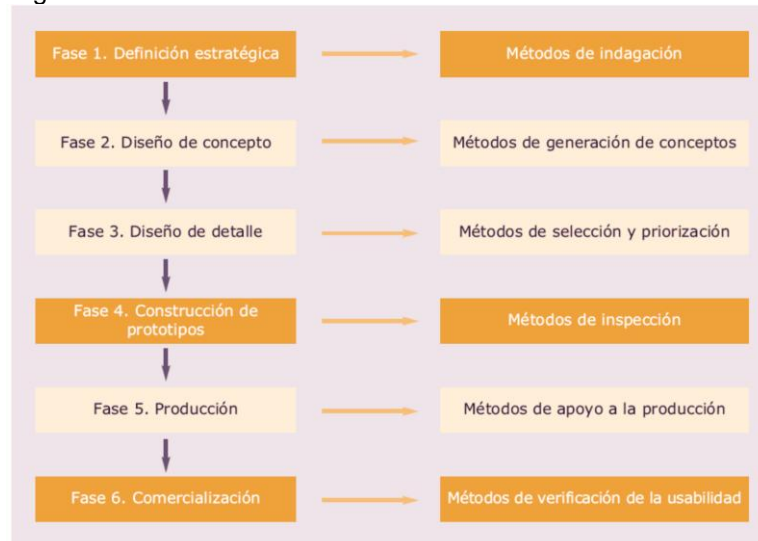 Fase 1. Definición estratégica
Métodos de indagación
Fase 2. Diseño de concepto
Métodos de generación de conceptos
Fase 3. Diseño de detalle
Métodos de selección y priorización
Fase 4. Construcción de
prototipos
Métodos de inspección
Fase 5. Producción
Métodos de apoyo a la producción
Fase 6. Comercialización
Métodos de verificación de la usabilidad